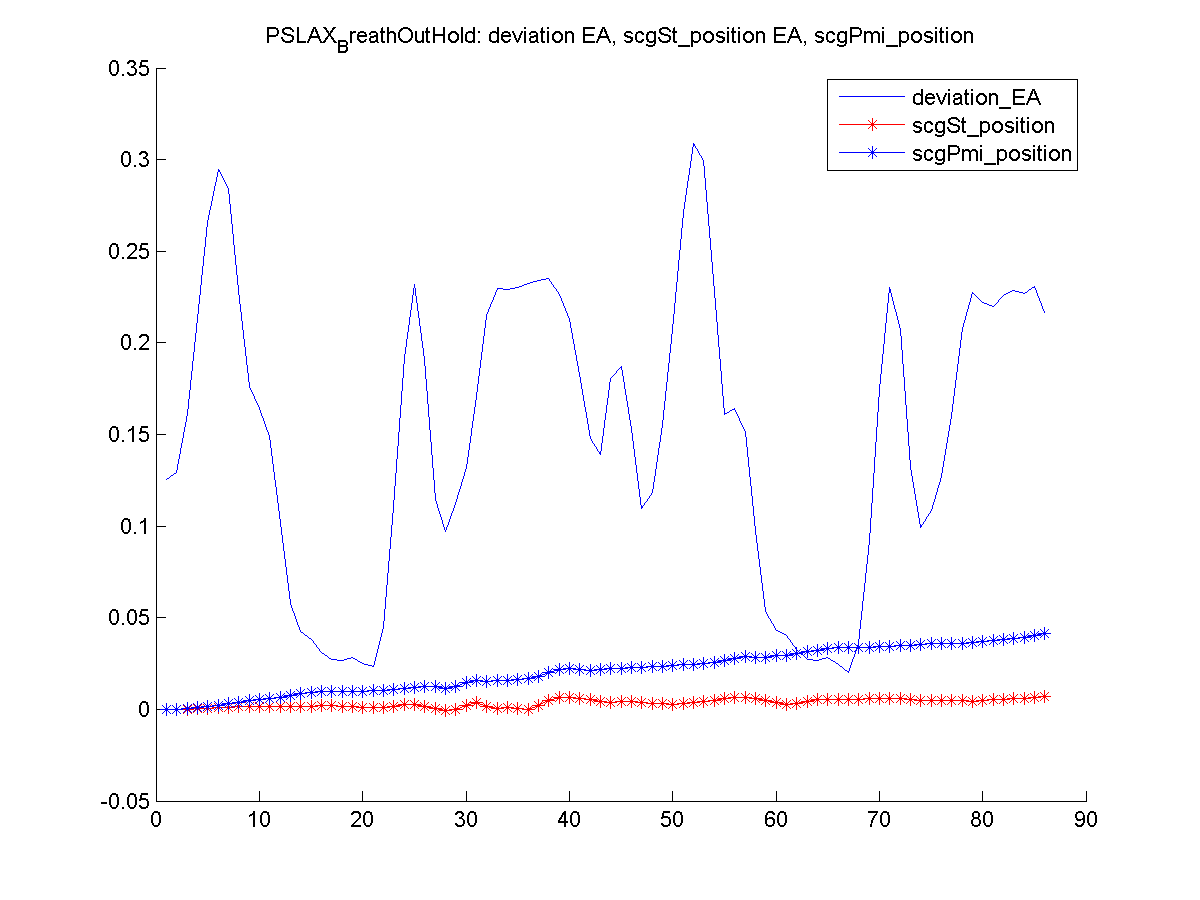 PSLAX_BreathOutHold: deviation EA, scgSt_position EA, scgPmi_position
0.35
0.3
0.25
0.2
0.15
0.1
0.05
0
-0.05
deviation_EA
scgSt_position
scgPmi_position
0 10 20 30 40 50 60 70 80 90